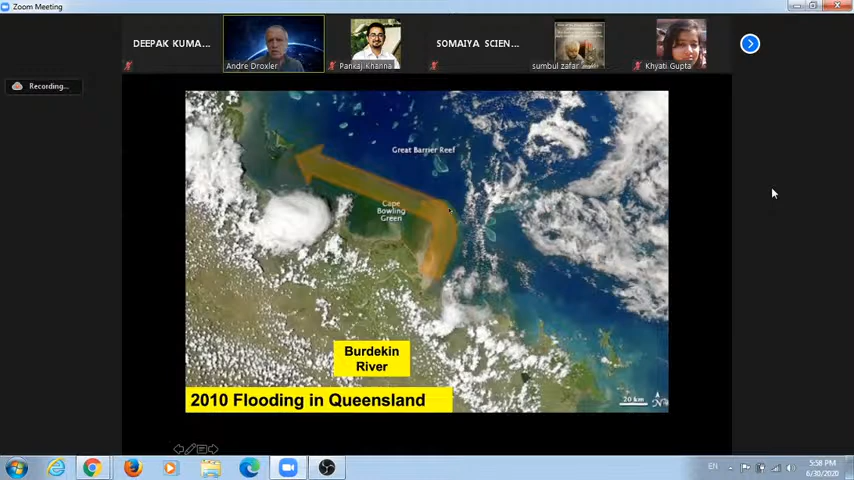 Zoom Meeting
DEEPAK KUMA...
Andre Droxler
Pankaj Khanna
SOMAIYA SCIEN...
sumbul zafar
Khyati Gupta
Recording...
Great Barrier Reef
Cape
Bowling
Green
Burdekin
River
2010 Flooding in Queensland
20 km
N
EN
5:58 PM
6/30/2020